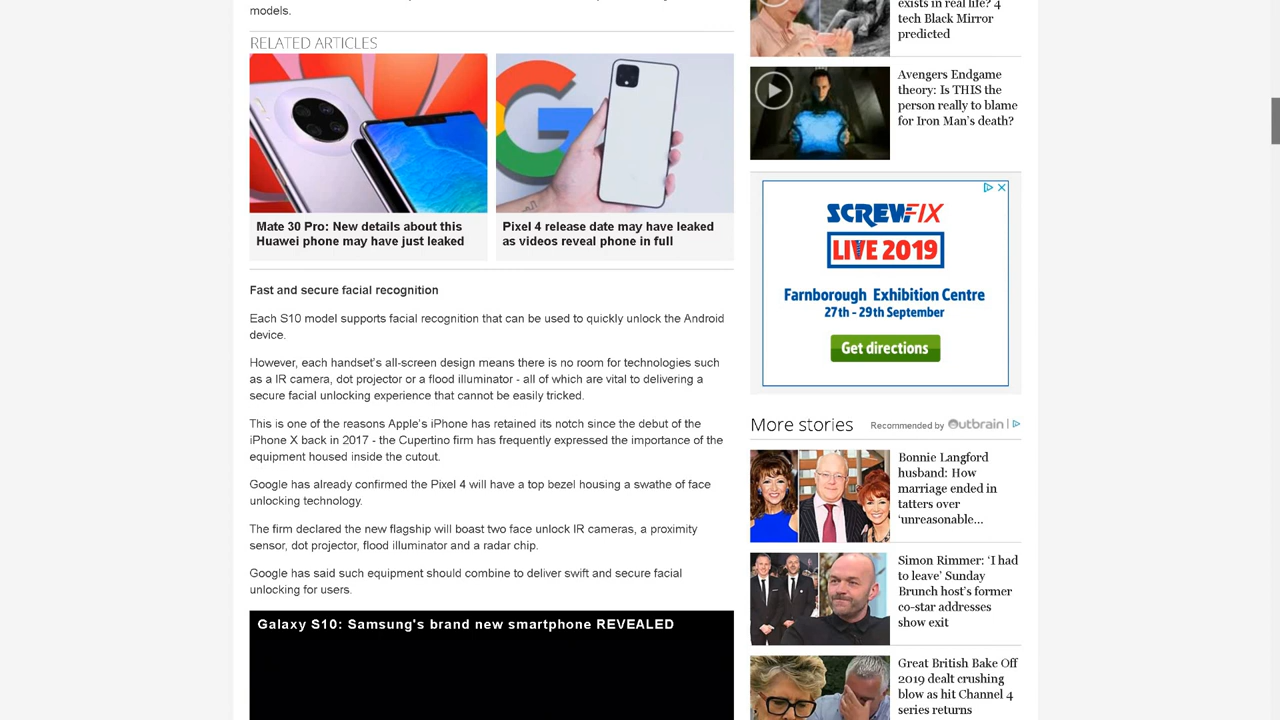 models.
RELATED ARTICLES
Mate 30 Pro: New details about this
Huawei phone may have just leaked
Pixel 4 release date may have leaked
as videos reveal phone in full
Fast and secure facial recognition
Each S10 model supports facial recognition that can be used to quickly unlock the Android
device.
However, each handset's all-screen design means there is no room for technologies such
as a IR camera, dot projector or a flood illuminator - all of which are vital to delivering a
secure facial unlocking experience that cannot be easily tricked.
This is one of the reasons Apple's iPhone has retained its notch since the debut of the
iPhone X back in 2017 - the Cupertino firm has frequently expressed the importance of the
equipment housed inside the cutout.
Google has already confirmed the Pixel 4 will have a top bezel housing a swathe of face
unlocking technology.
The firm declared the new flagship will boast two face unlock IR cameras, a proximity
sensor, dot projector, flood illuminator and a radar chip.
Google has said such equipment should combine to deliver swift and secure facial
unlocking for users.
Galaxy S10: Samsung's brand new smartphone REVEALED
exists in real life? 4
tech Black Mirror
predicted
Avengers Endgame
theory: Is THIS the
person really to blame
for Iron Man's death?
SCREWFIX
LIVE 2019
Farnborough Exhibition Centre
27th - 29th September
Get directions
More stories
Recommended by Outbrain
Bonnie Langford
husband: How
marriage ended in
tatters over
'unreasonable...
Simon Rimmer: 'I had
to leave' Sunday
Brunch host's former
co-star addresses
show exit
Great British Bake Off
2019 dealt crushing
blow as hit Channel 4
series returns